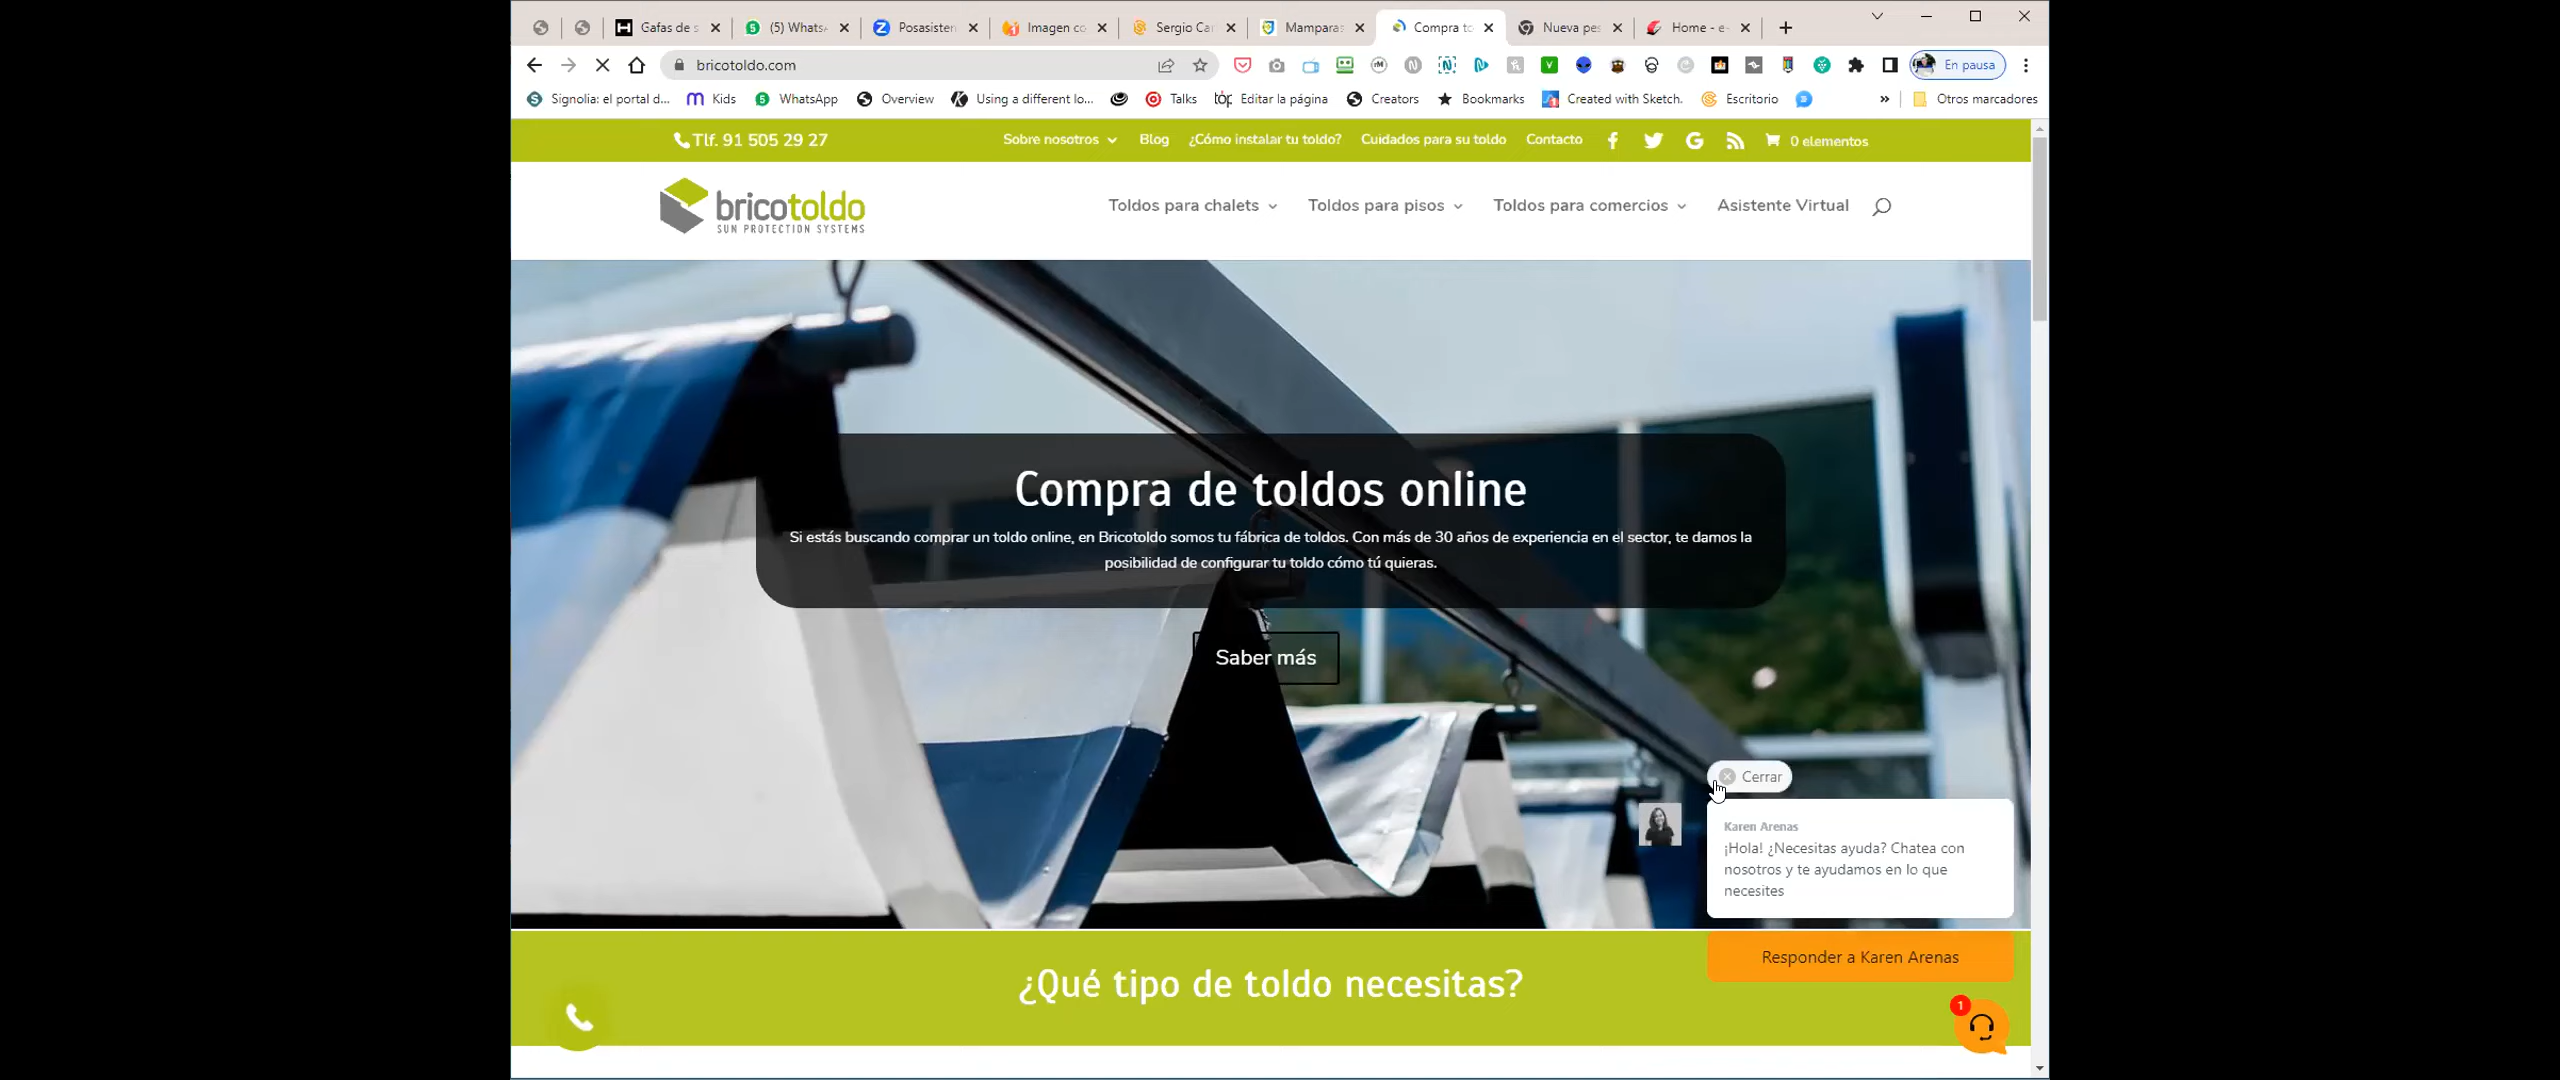 Gafas de s
(5) WhatsA
Posasisten
Imagen co
Sergio Car
Mamparas
Compra to
Nueva pes
Home - e-
bricotoldo.com
En pausa
Signolia: el portal d...
Kids
WhatsApp
Overview
Using a different lo...
Talks
tōp
Editar la página
Creators
Bookmarks
Created with Sketch.
Escritorio
»
Otros marcadores
Tlf. 91 505 29 27
Sobre nosotros
Blog
¿Cómo instalar tu toldo?
Cuidados para su toldo
Contacto
0 elementos
bricotoldo
SUN PROTECTION SYSTEMS
Toldos para chalets
Toldos para pisos
Toldos para comercios
Asistente Virtual
Compra de toldos online
Si estás buscando comprar un toldo online, en Bricotoldo somos tu fábrica de toldos. Con más de 30 años de experiencia en el sector, te damos la
posibilidad de configurar tu toldo cómo tú quieras.
Saber más
Cerrar
Karen Arenas
¡Hola! ¿Necesitas ayuda? Chatea con
nosotros y te ayudamos en lo que
necesites
Responder a Karen Arenas
¿Qué tipo de toldo necesitas?
1